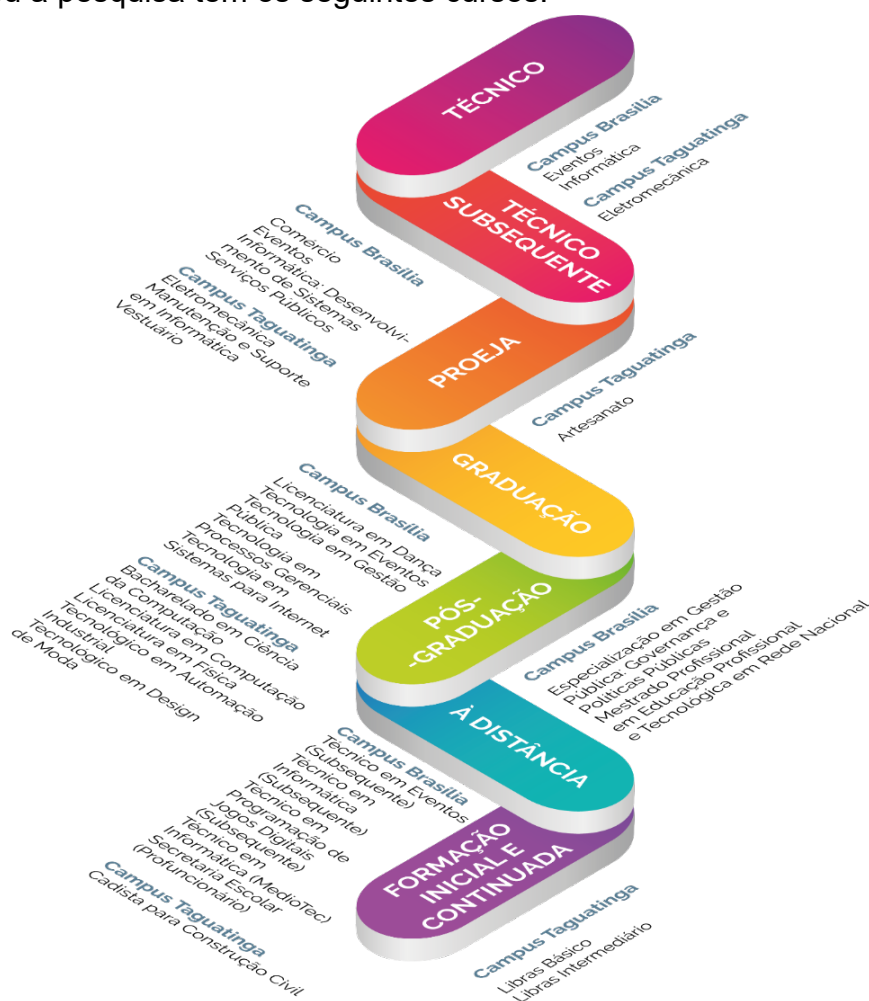 a pesquisa tem os seguintes cursos:
TÉCNICO
Campus Brasília
Eventos
Informática
Campus Taguatinga
Eletromecânica
TÉCNICO
SUBSEQUENTE
Campus Brasília
Comércio
Eventos
Informática: Desenvolvi-
mento de Sistemas
Serviços Públicos
Campus Taguatinga
Eletromecânica
Manutenção e Suporte
em Informática
Vestuário
PROEJA
Campus Taguatinga
Artesanato
GRADUAÇÃO
Campus Brasília
Licenciatura em Dança
Tecnologia em Eventos
Tecnologia em Gestão
Pública
Tecnologia em
Processos Gerenciais
Tecnologia em
Sistemas para Internet
Campus Taguatinga
Bacharelado em Ciência
da Computação
Licenciatura em Computação
Licenciatura em Física
Tecnológico em Automação
Industrial
Tecnológico em Design
de Moda
PÓS-
-GRADUAÇÃO
Campus Brasília
Especialização em Gestão
Pública: Governança e
Políticas Públicas
Mestrado Profissional
em Educação Profissional
e Tecnológica em Rede Nacional
À DISTÂNCIA
Campus Brasília
Técnico em Eventos
(Subsequente)
Técnico em
Informática
(Subsequente)
Técnico em
Programação de
Jogos Digitais
(Subsequente)
Técnico em
Informática (MedioTec)
Secretaria Escolar
(Profuncionário)
Campus Taguatinga
Cadista para Construção Civil
FORMAÇÃO
INICIAL E
CONTINUADA
Campus Taguatinga
Libras Básico
Libras Intermediário